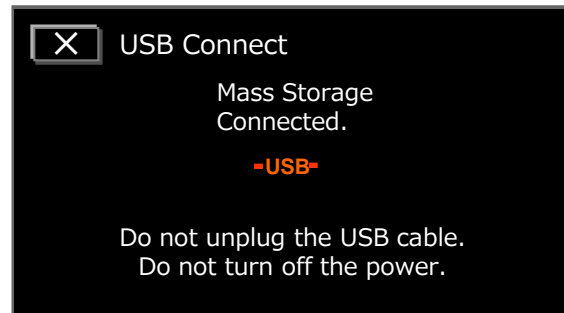 USB Connect
Mass Storage
Connected.
-USB-
Do not unplug the USB cable.
Do not turn off the power.